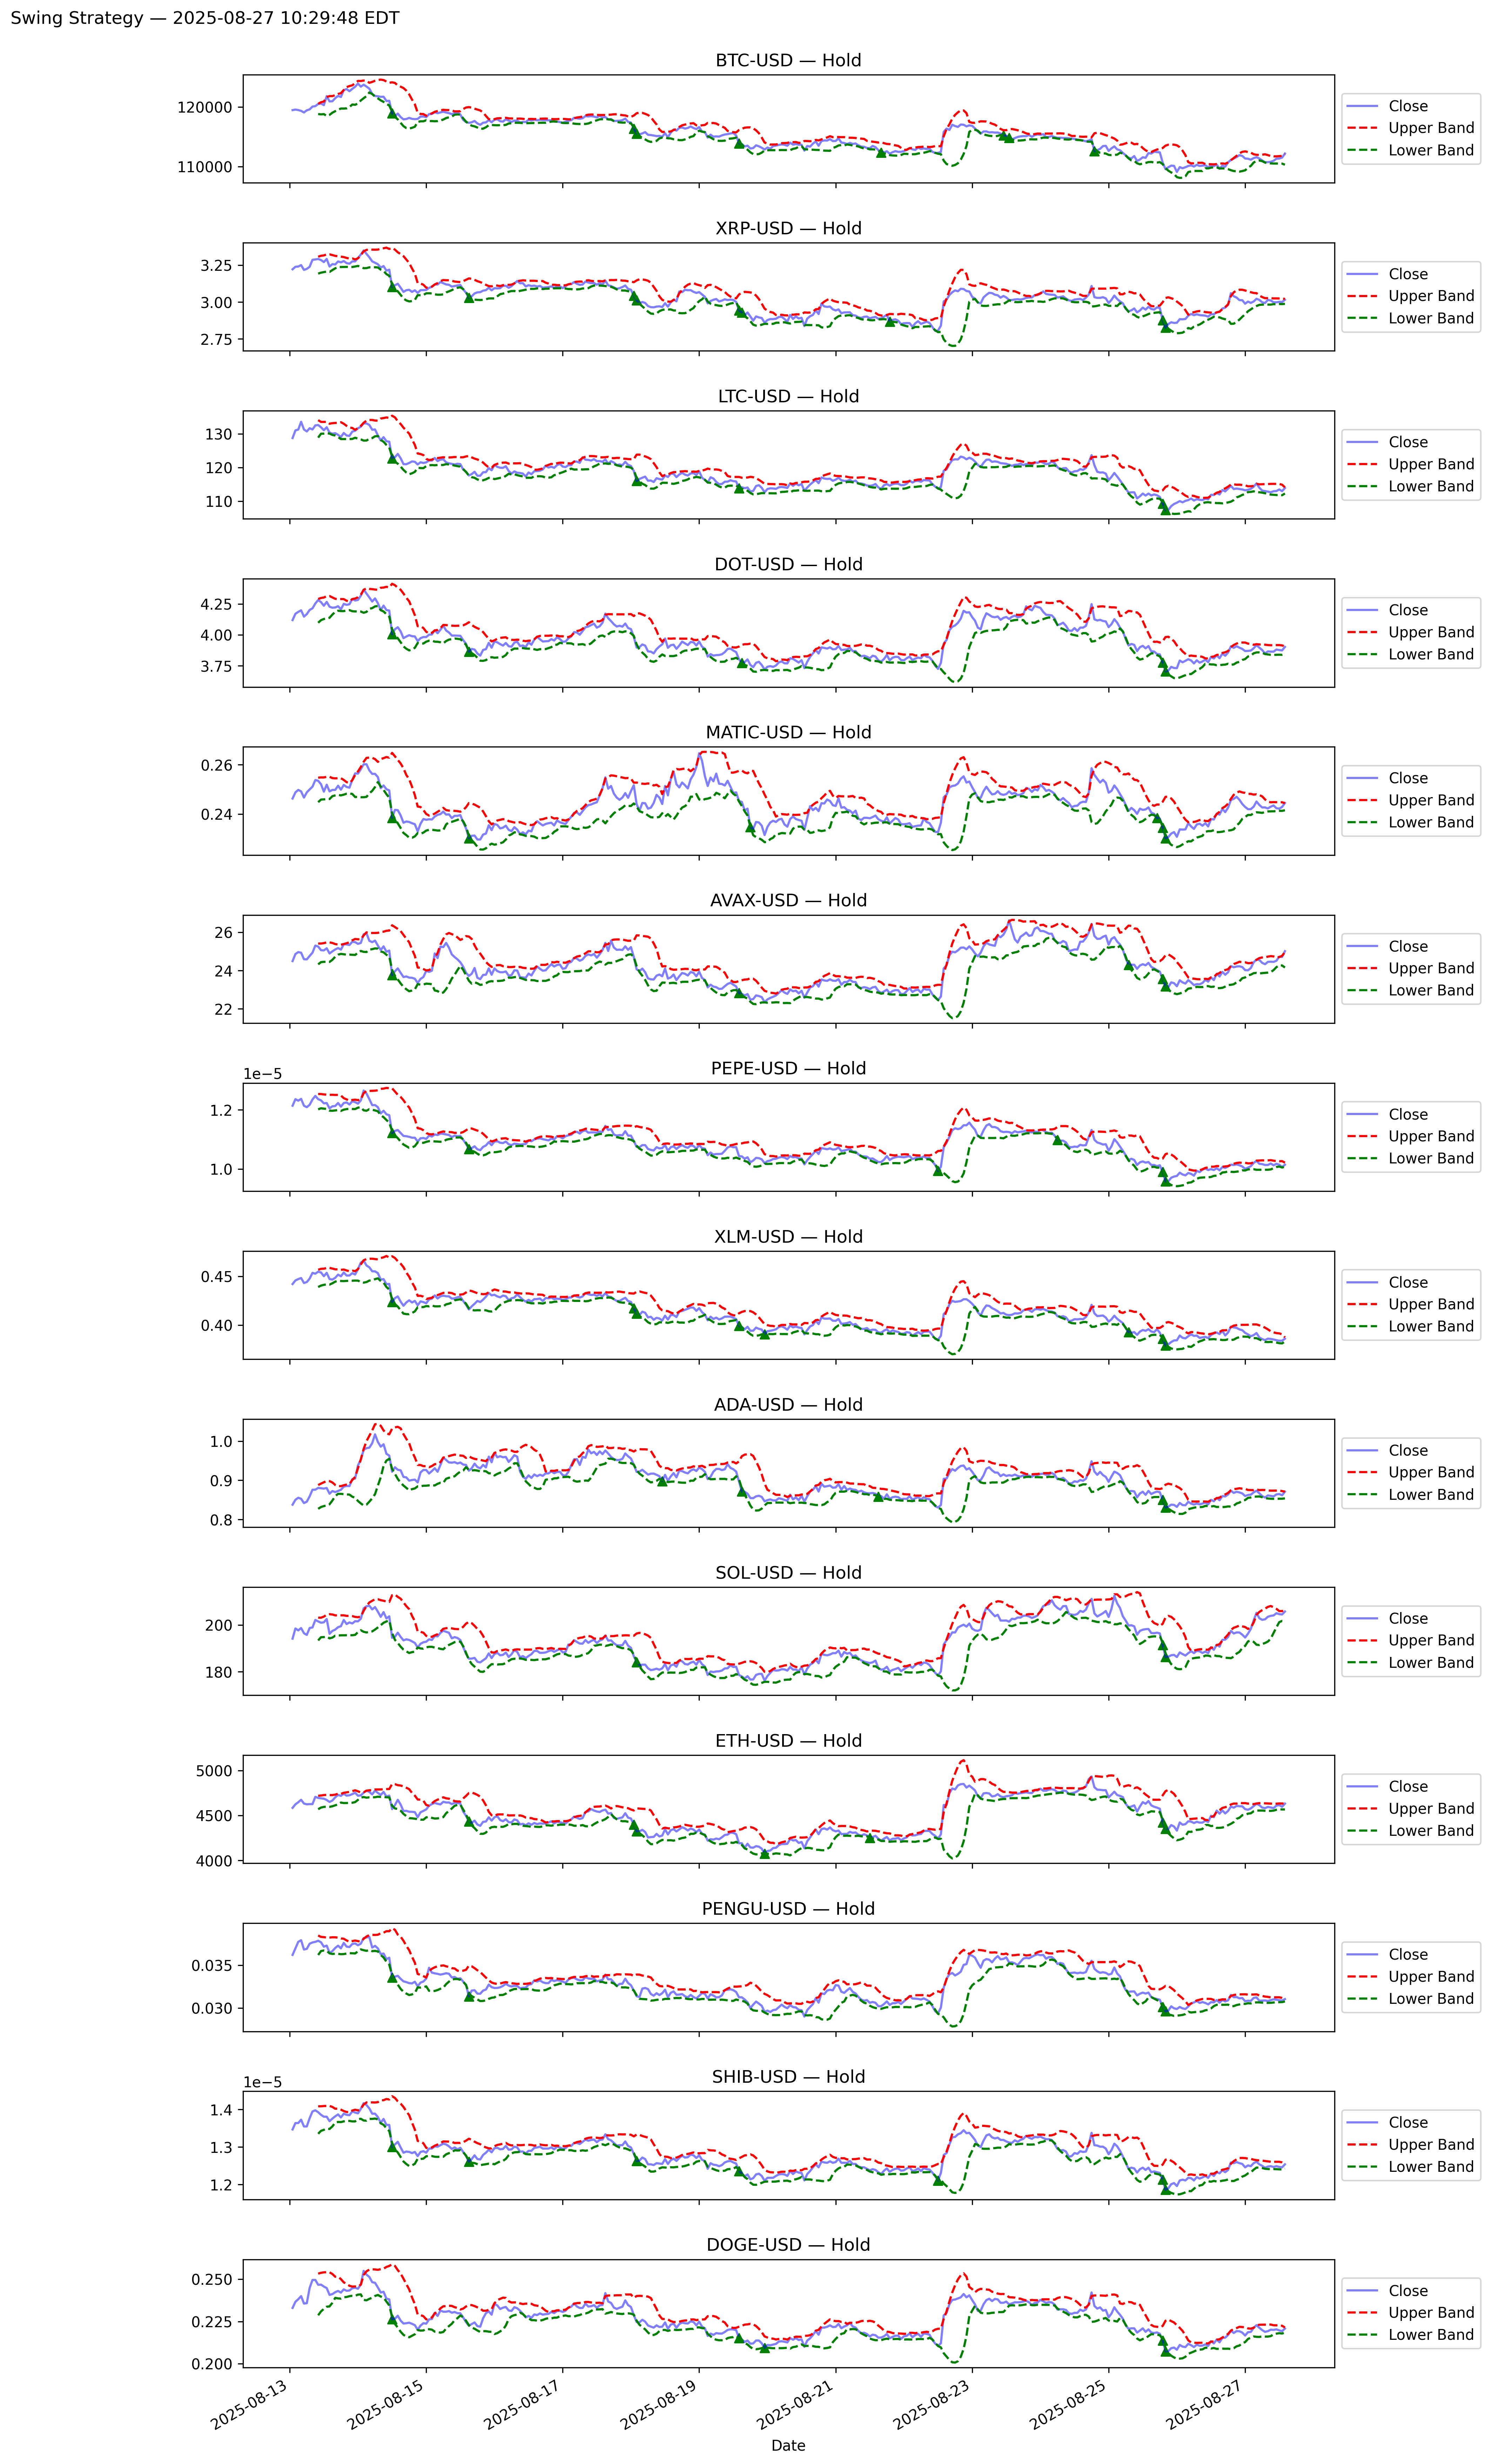 Swing Strategy — 2025-08-27 10:29:48 EDT
BTC-USD — Hold
120000
110000
Close
Upper Band
Lower Band
XRP-USD — Hold
3.25
3.00
2.75
Close
Upper Band
Lower Band
LTC-USD — Hold
130
120
110
Close
Upper Band
Lower Band
DOT-USD — Hold
4.25
4.00
3.75
Close
Upper Band
Lower Band
MATIC-USD — Hold
0.26
0.24
Close
Upper Band
Lower Band
AVAX-USD — Hold
26
24
22
Close
Upper Band
Lower Band
PEPE-USD — Hold
1e−5
1.2
1.0
Close
Upper Band
Lower Band
XLM-USD — Hold
0.45
0.40
Close
Upper Band
Lower Band
ADA-USD — Hold
1.0
0.9
0.8
Close
Upper Band
Lower Band
SOL-USD — Hold
200
180
Close
Upper Band
Lower Band
ETH-USD — Hold
5000
4500
4000
Close
Upper Band
Lower Band
PENGU-USD — Hold
0.035
0.030
Close
Upper Band
Lower Band
SHIB-USD — Hold
1e−5
1.4
1.3
1.2
Close
Upper Band
Lower Band
DOGE-USD — Hold
0.250
0.225
0.200
Close
Upper Band
Lower Band
2025-08-13
2025-08-15
2025-08-17
2025-08-19
2025-08-21
2025-08-23
2025-08-25
2025-08-27
Date